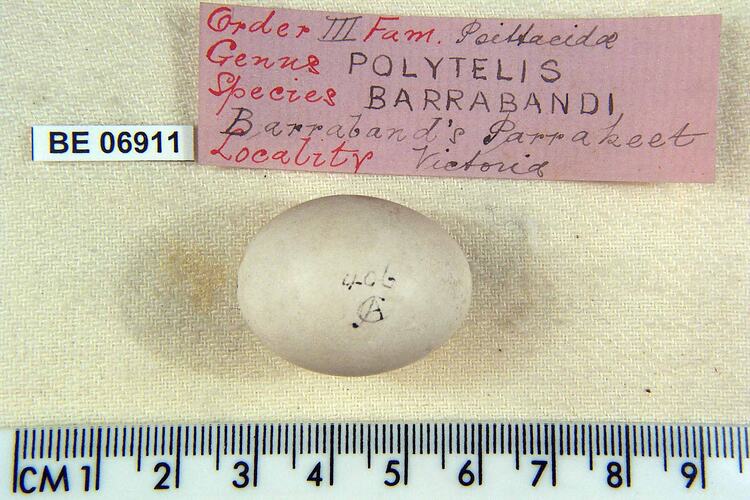 Order III Fam. Psittacidæ
Genus POLYTELIS
Species BARRABANDI
Barraband's Parrakeet
Locality Victoria
BE 06911
406
CM 1 2 3 4 5 6 7 8 9